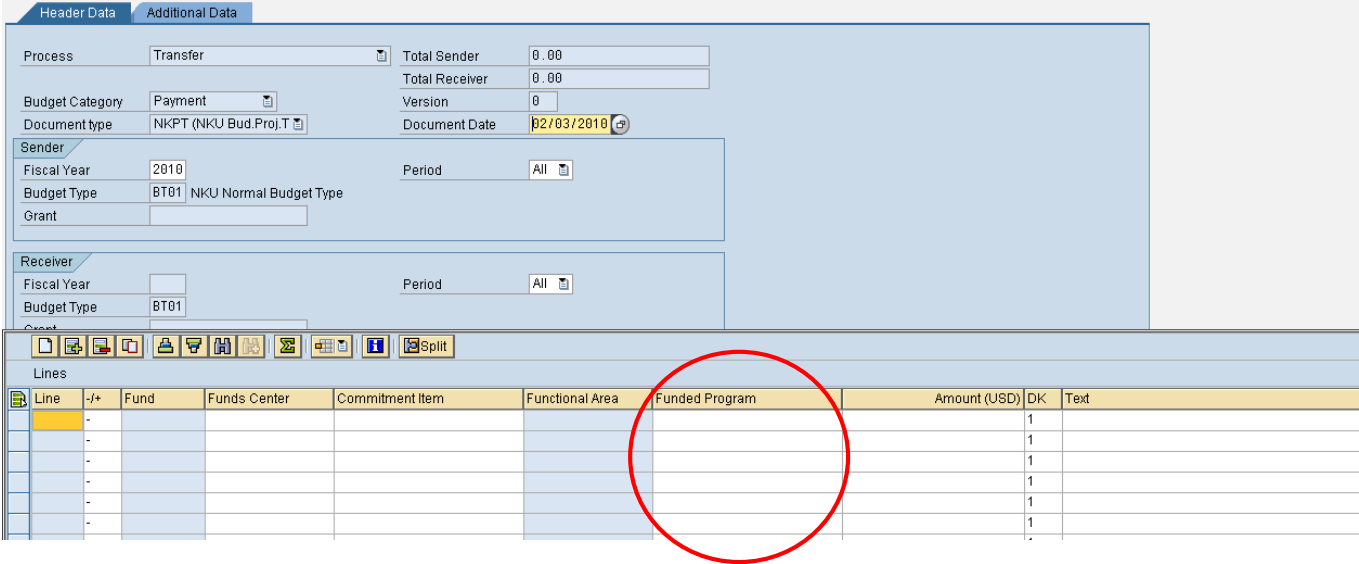 Header Data Additional Data
Process Transfer Total Sender 0.00
Total Receiver 0.00
Budget Category Payment Version 0
Document type NKPT (NKU Bud.Proj.T Document Date 02/03/2010
Sender
Fiscal Year 2010 Period All
Budget Type BT01 NKU Normal Budget Type
Grant
Receiver
Fiscal Year Period All
Budget Type BT01
Grant
Split
Lines
Line -/+ Fund Funds Center Commitment Item Functional Area Funded Program Amount (USD) DK Text
- 1
- 1
- 1
- 1
- 1
- 1